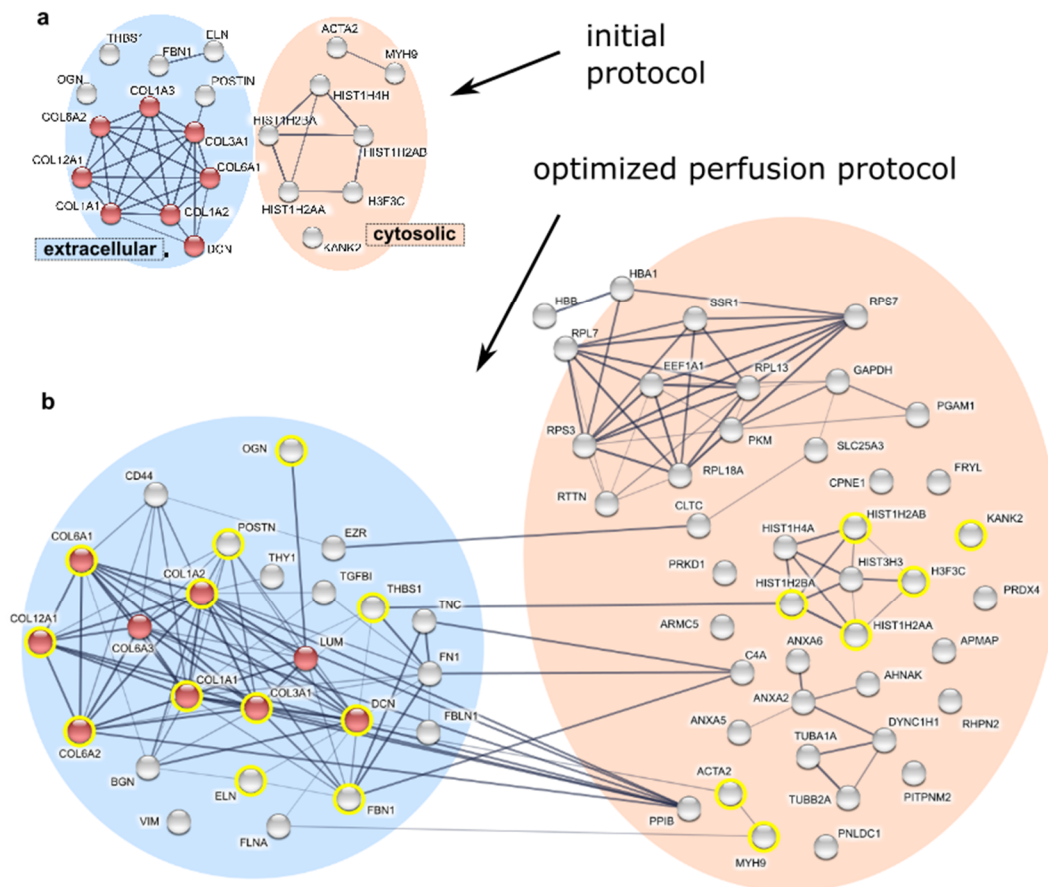 a
initial
protocol
THBS1
FBN1
ELN
OGN
POSTIN
COL1A3
COL6A2
COL3A1
COL12A1
COL6A1
COL1A1
COL1A2
DCN
extracellular
ACTA2
MYH9
HIST1H4H
HIST1H2BA
HIST1H2AB
HIST1H2AA
H3F3C
KANK2
cytosolic
optimized perfusion protocol
b
OGN
CD44
POSTN
EZR
COL6A1
THY1
COL1A2
TGFBI
THBS1
TNC
COL12A1
COL6A3
LUM
FN1
COL1A1
COL3A1
DCN
FBLN1
COL6A2
BGN
ELN
FBN1
VIM
FLNA
HBA1
HBB
SSR1
RPS7
RPL7
EEF1A1
RPL13
GAPDH
PGAM1
RPS3
PKM
SLC25A3
RPL18A
RTTN
CLTC
CPNE1
FRYL
HIST1H2AB
KANK2
HIST1H4A
HIST3H3
H3F3C
PRKD1
HIST1H2BA
PRDX4
HIST1H2AA
ARMC5
ANXA6
APMAP
C4A
AHNAK
ANXA2
RHPN2
ANXA5
DYNC1H1
TUBA1A
ACTA2
TUBB2A
PITPNM2
PPIB
MYH9
PNLDC1